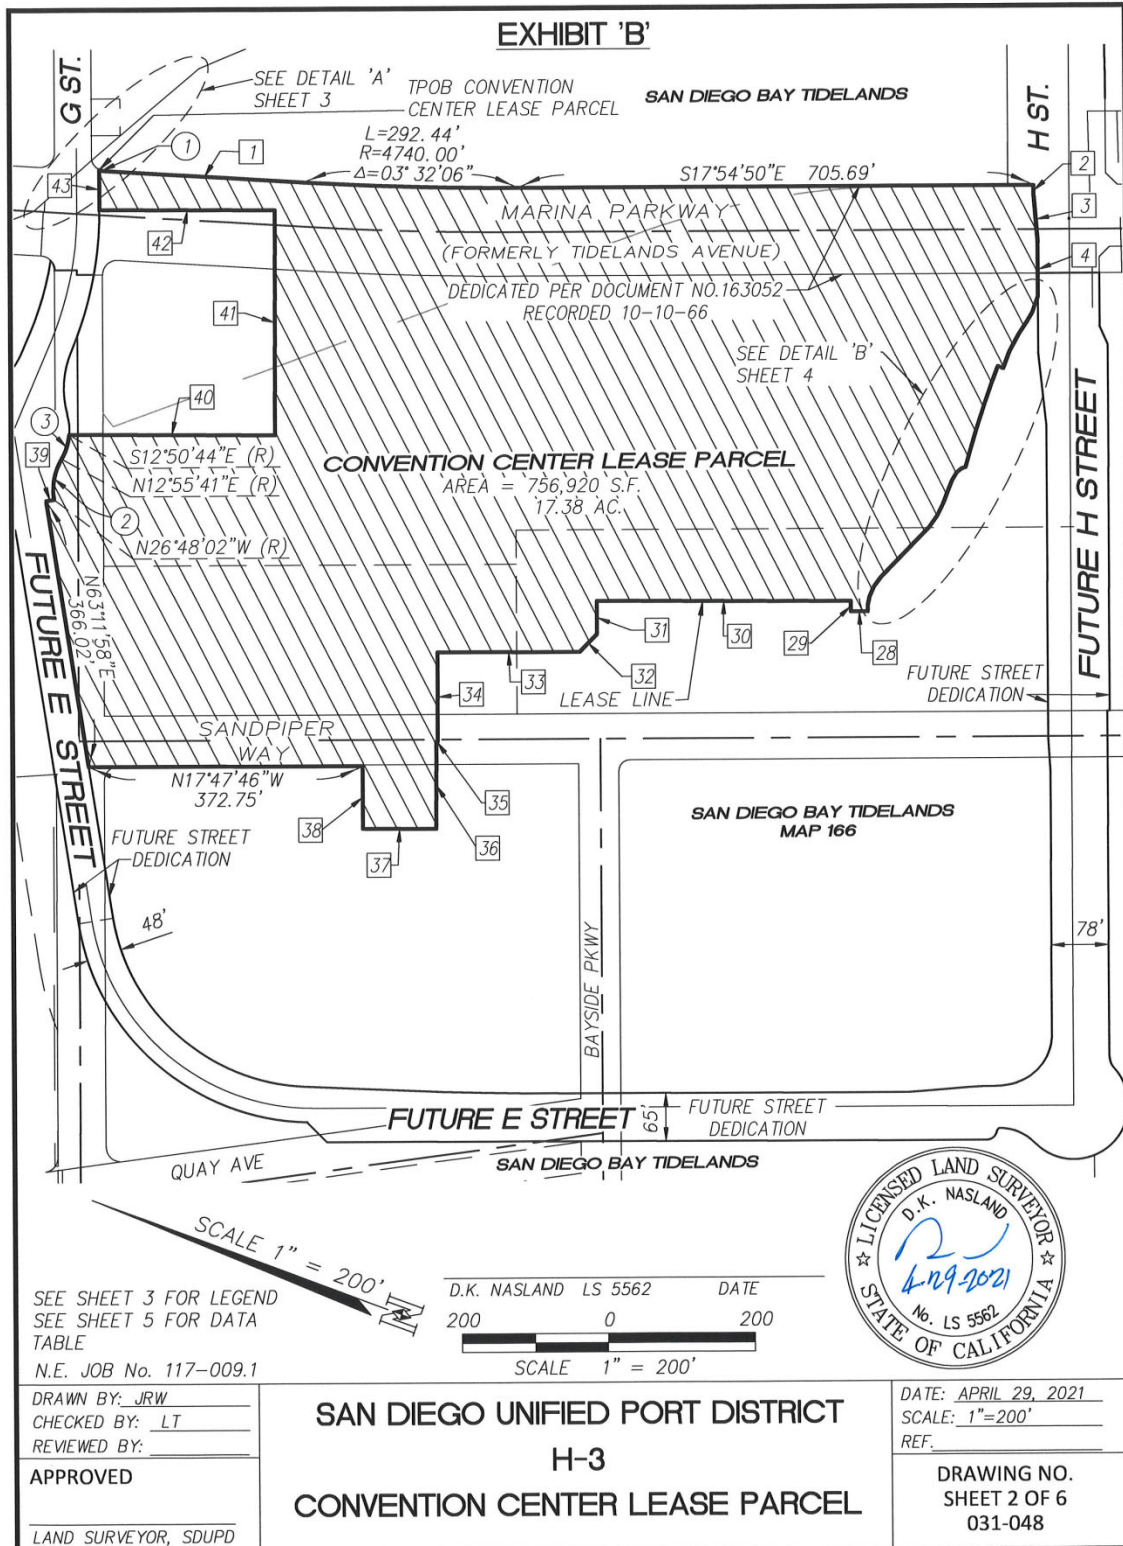 EXHIBIT 'B'
G ST.
SEE DETAIL 'A'
SHEET 3
TPOB CONVENTION
CENTER LEASE PARCEL
SAN DIEGO BAY TIDELANDS
H ST.
1
1
L=292.44'
R=4740.00'
Δ=03°32'06"
S17°54'50"E 705.69'
2
43
3
42
MARINA PARKWAY
(FORMERLY TIDELANDS AVENUE)
4
DEDICATED PER DOCUMENT NO.163052
RECORDED 10-10-66
41
SEE DETAIL 'B'
SHEET 4
40
3
39
S12°50'44"E (R)
N12°55'41"E (R)
2
N26°48'02"W (R)
CONVENTION CENTER LEASE PARCEL
AREA = 756,920 S.F.
17.38 AC.
FUTURE H STREET
FUTURE E STREET
N63°11'58"E
366.02'
31
30
29
28
32
33
34
LEASE LINE
FUTURE STREET
DEDICATION
SANDPIPER
WAY
N17°47'46"W
372.75'
35
36
37
38
SAN DIEGO BAY TIDELANDS
MAP 166
FUTURE STREET
DEDICATION
48'
BAYSIDE PKWY
78'
FUTURE E STREET
65'
FUTURE STREET
DEDICATION
QUAY AVE
SAN DIEGO BAY TIDELANDS
SCALE 1" = 200'
N
LICENSED LAND SURVEYOR
D.K. NASLAND
4-29-2021
No. LS 5562
STATE OF CALIFORNIA
SEE SHEET 3 FOR LEGEND
SEE SHEET 5 FOR DATA
TABLE
N.E. JOB No. 117-009.1
D.K. NASLAND LS 5562 DATE
200 0 200
SCALE 1" = 200'
DRAWN BY: JRW
CHECKED BY: LT
REVIEWED BY:
APPROVED
LAND SURVEYOR, SDUPD
SAN DIEGO UNIFIED PORT DISTRICT
H-3
CONVENTION CENTER LEASE PARCEL
DATE: APRIL 29, 2021
SCALE: 1"=200'
REF.
DRAWING NO.
SHEET 2 OF 6
031-048